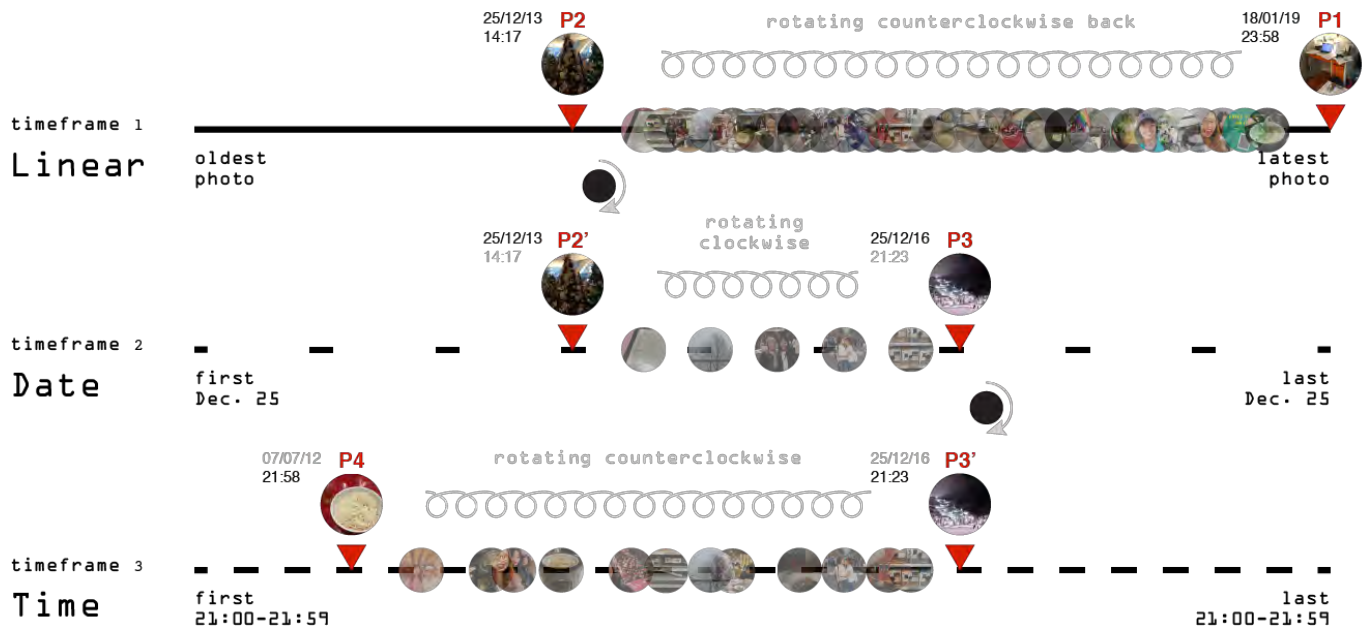 25/12/13 P2
14:17
rotating counterclockwise back
18/01/19 P1
23:58
timeframe 1
Linear
oldest
photo
latest
photo
25/12/13 P2’
14:17
rotating
clockwise
25/12/16 P3
21:23
timeframe 2
Date
first
Dec. 25
last
Dec. 25
07/07/12 P4
21:58
rotating counterclockwise
25/12/16 P3’
21:23
timeframe 3
Time
first
21:00-21:59
last
21:00-21:59